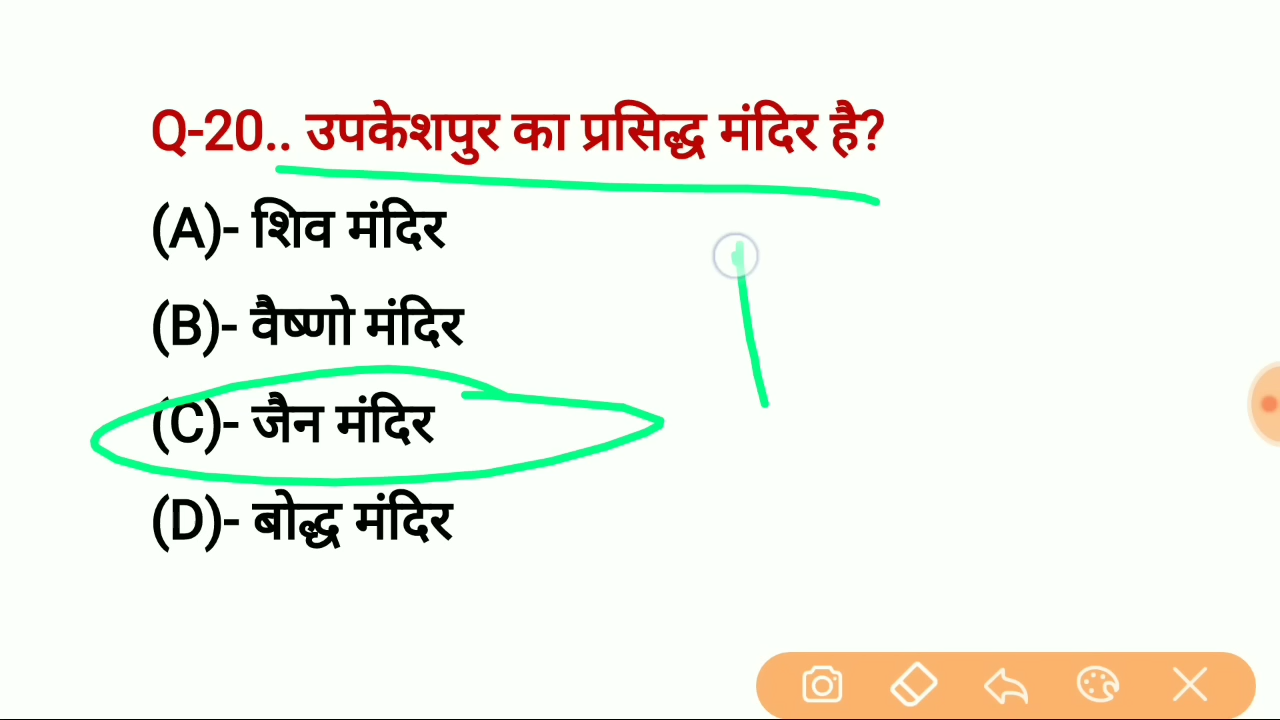 Q-20.. उपकेशपुर का प्रसिद्ध मंदिर है?
(A)- शिव मंदिर
(B)- वैष्णो मंदिर
(C)- जैन मंदिर
(D)- बोद्ध मंदिर